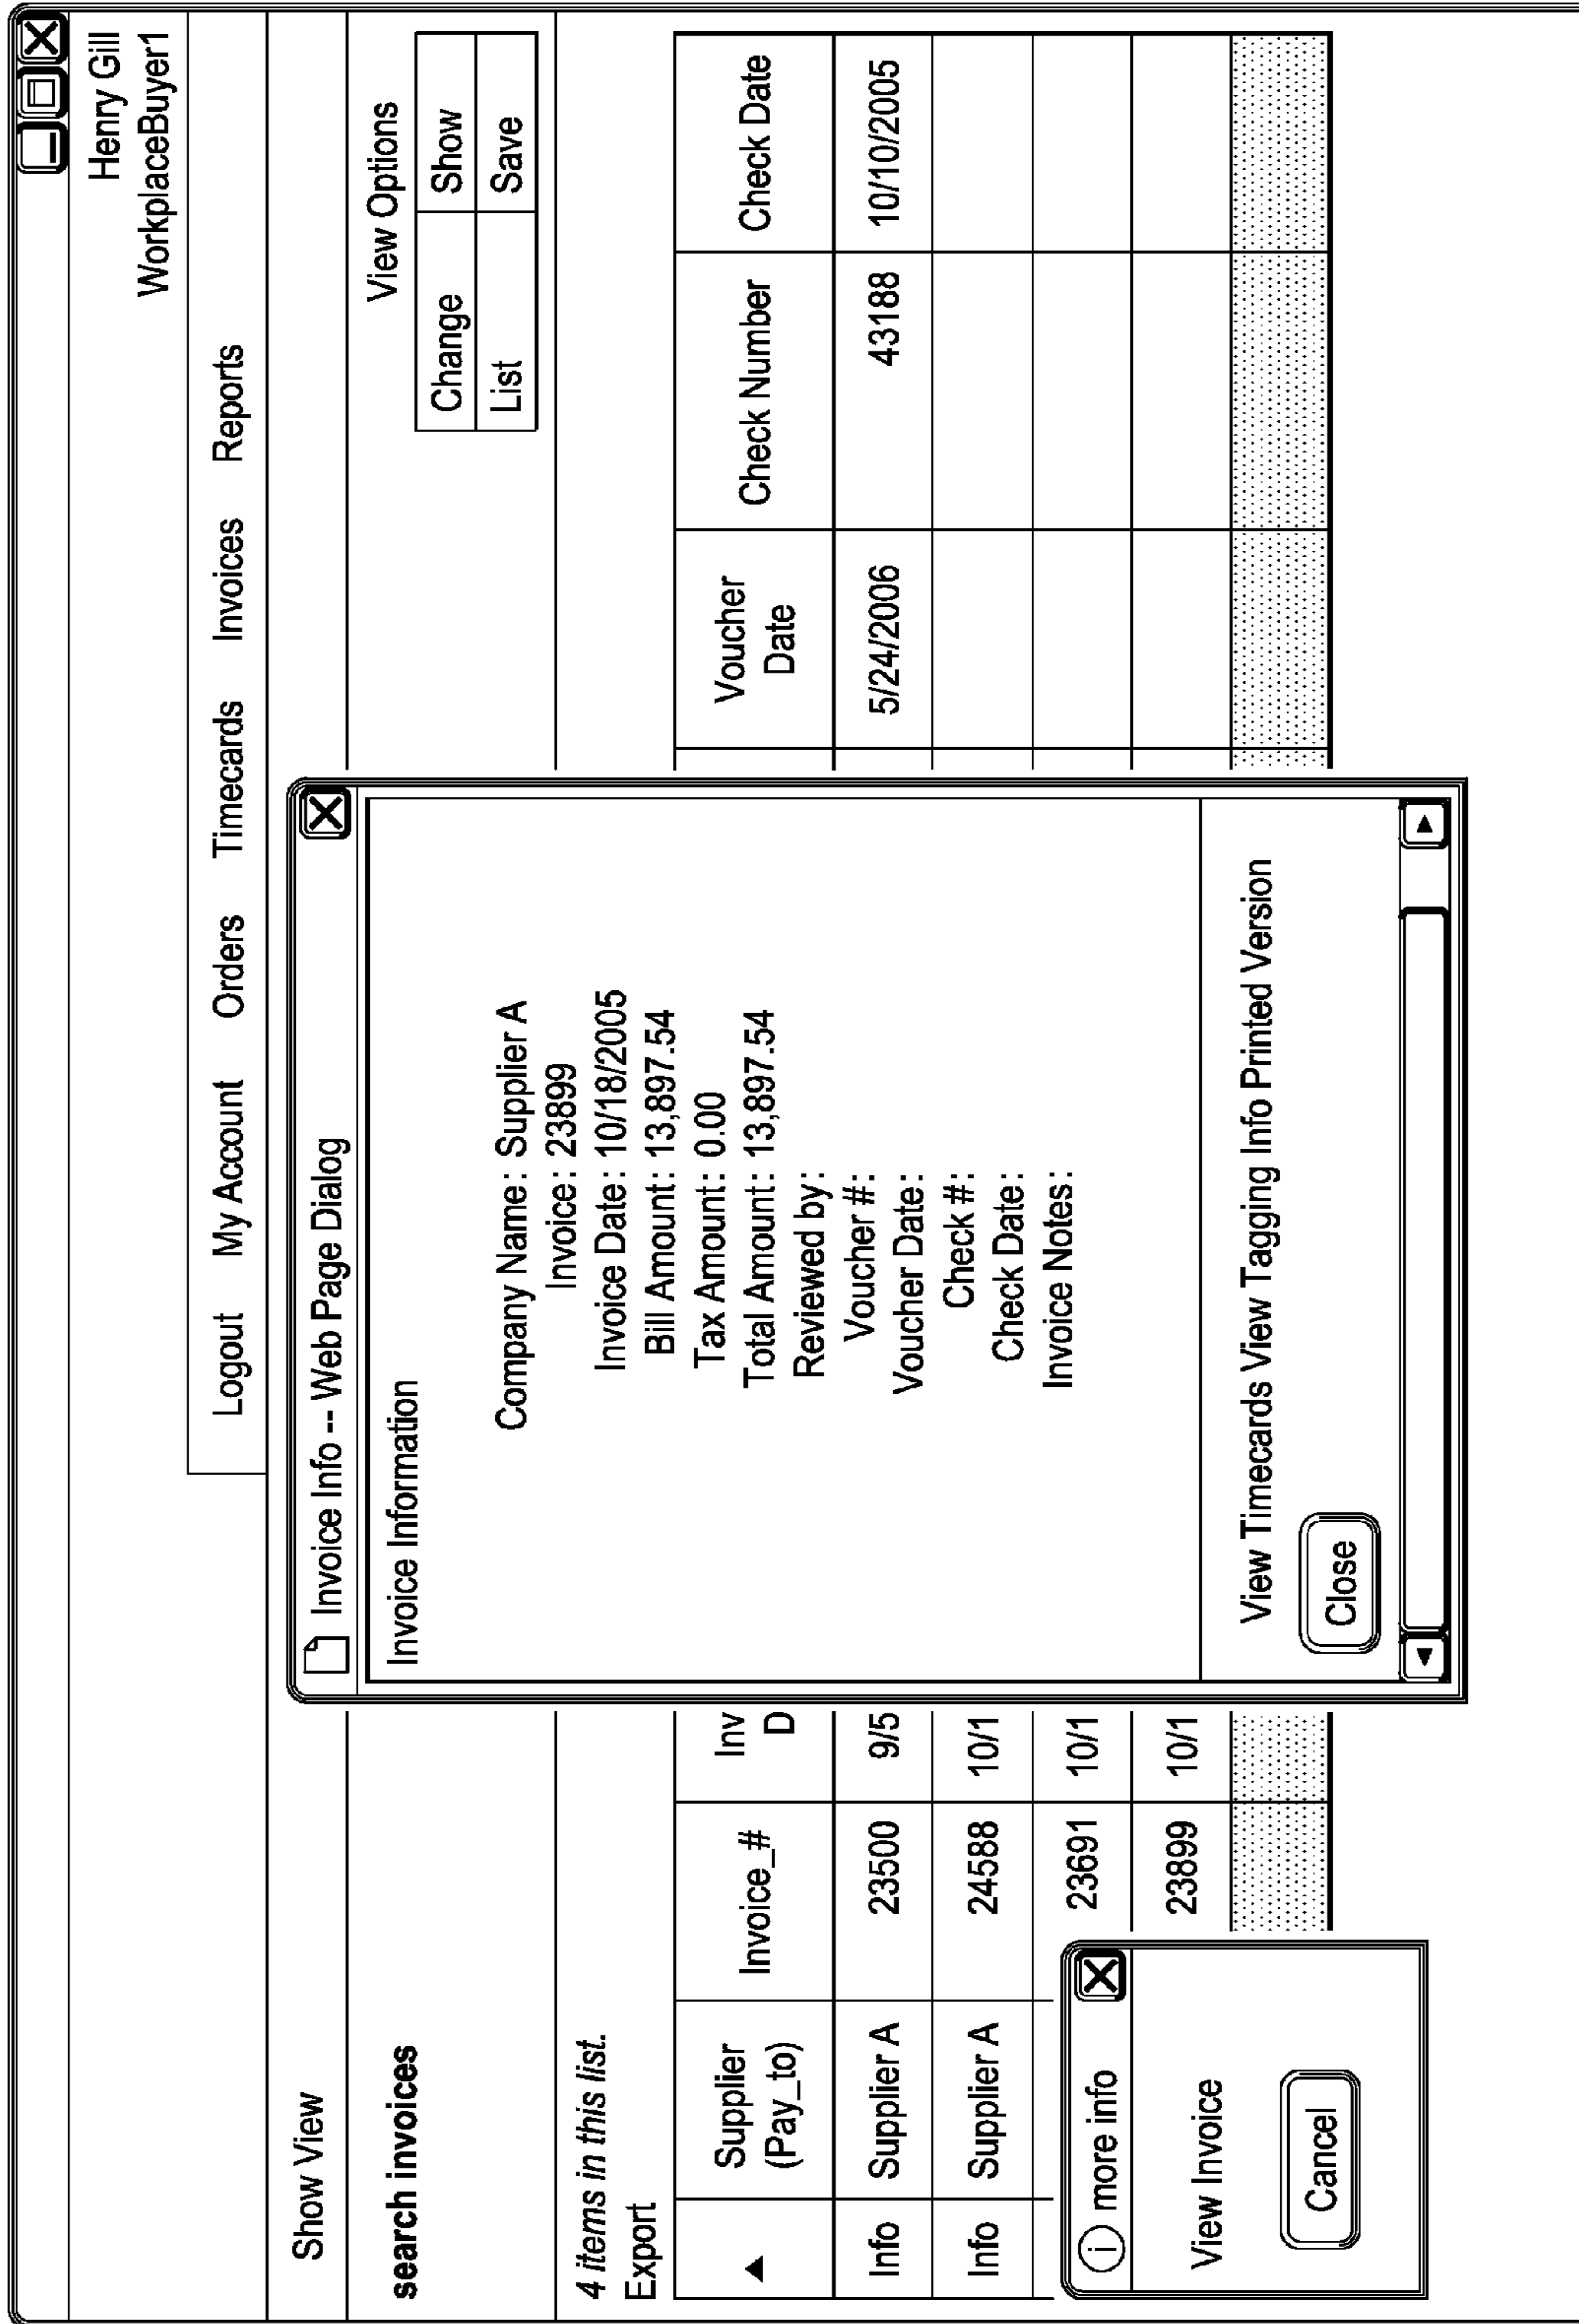 Henry Gill
WorkplaceBuyer1
Logout My Account Orders Timecards Invoices Reports
Show View
search invoices
View Options
Change Show
List Save
4 items in this list.
Export
▲ Supplier (Pay_to) Invoice_# Inv D Voucher Date Check Number Check Date
Info Supplier A 23500 9/5 5/24/2006 43188 10/10/2005
Info Supplier A 24588 10/1
23691 10/1
23899 10/1
i more info
View Invoice
Cancel
Invoice Info -- Web Page Dialog
Invoice Information
Company Name: Supplier A
Invoice: 23899
Invoice Date: 10/18/2005
Bill Amount: 13,897.54
Tax Amount: 0.00
Total Amount: 13,897.54
Reviewed by:
Voucher #:
Voucher Date:
Check #:
Check Date:
Invoice Notes:
View Timecards View Tagging Info Printed Version
Close